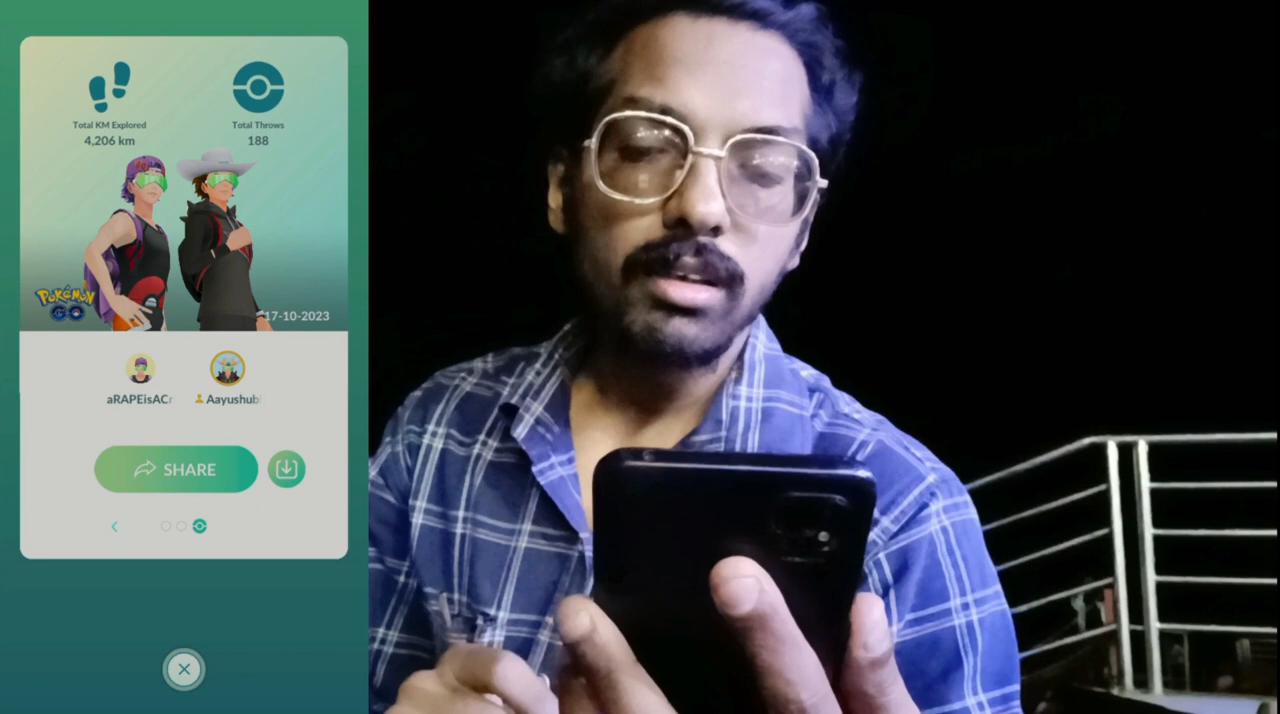 Total KM Explored
4,206 km
Total Throws
188
POKÉMON
GO
17-10-2023
aRAPEisACr
Aayushub
SHARE